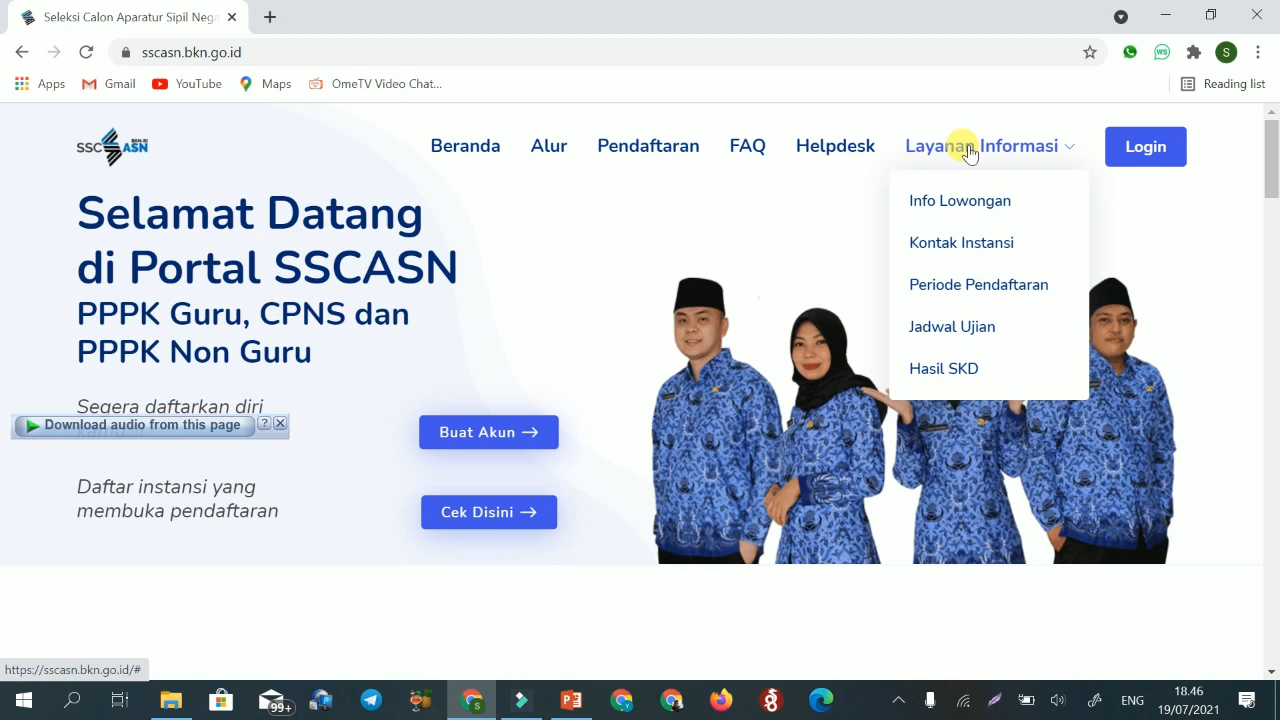 Seleksi Calon Aparatur Sipil Nega
sscasn.bkn.go.id
S
Apps
Gmail
YouTube
Maps
OmeTV Video Chat...
Reading list
SSCASN
Beranda
Alur
Pendaftaran
FAQ
Helpdesk
Layanan Informasi
Login
Info Lowongan
Kontak Instansi
Periode Pendaftaran
Jadwal Ujian
Hasil SKD
Selamat Datang
di Portal SSCASN
PPPK Guru, CPNS dan
PPPK Non Guru
Segera daftarkan diri
Download audio from this page
?
Buat Akun →
Daftar instansi yang
membuka pendaftaran
Cek Disini →
https://sscasn.bkn.go.id/#
99+
ENG
18.46
19/07/2021